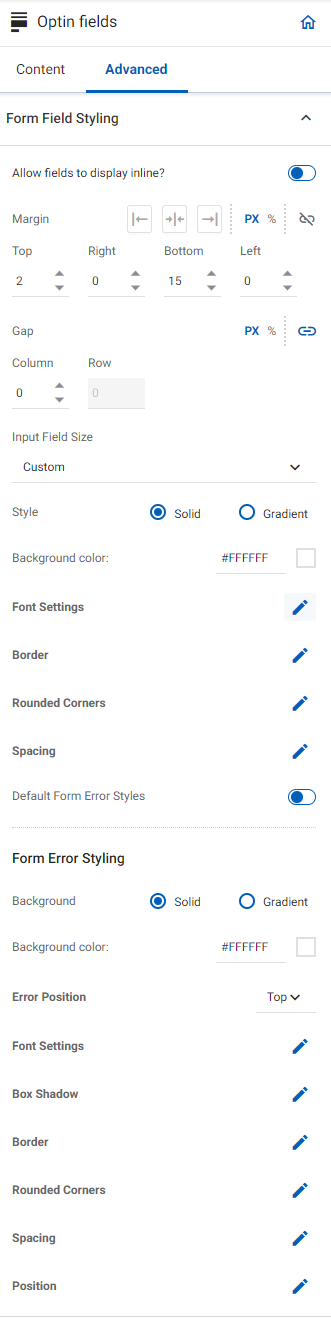 Optin fields
Content Advanced
Form Field Styling
Allow fields to display inline?
Margin PX %
Top Right Bottom Left
2 0 15 0
Gap PX %
Column Row
0 0
Input Field Size
Custom
Style Solid Gradient
Background color: #FFFFFF
Font Settings
Border
Rounded Corners
Spacing
Default Form Error Styles
Form Error Styling
Background Solid Gradient
Background color: #FFFFFF
Error Position Top
Font Settings
Box Shadow
Border
Rounded Corners
Spacing
Position